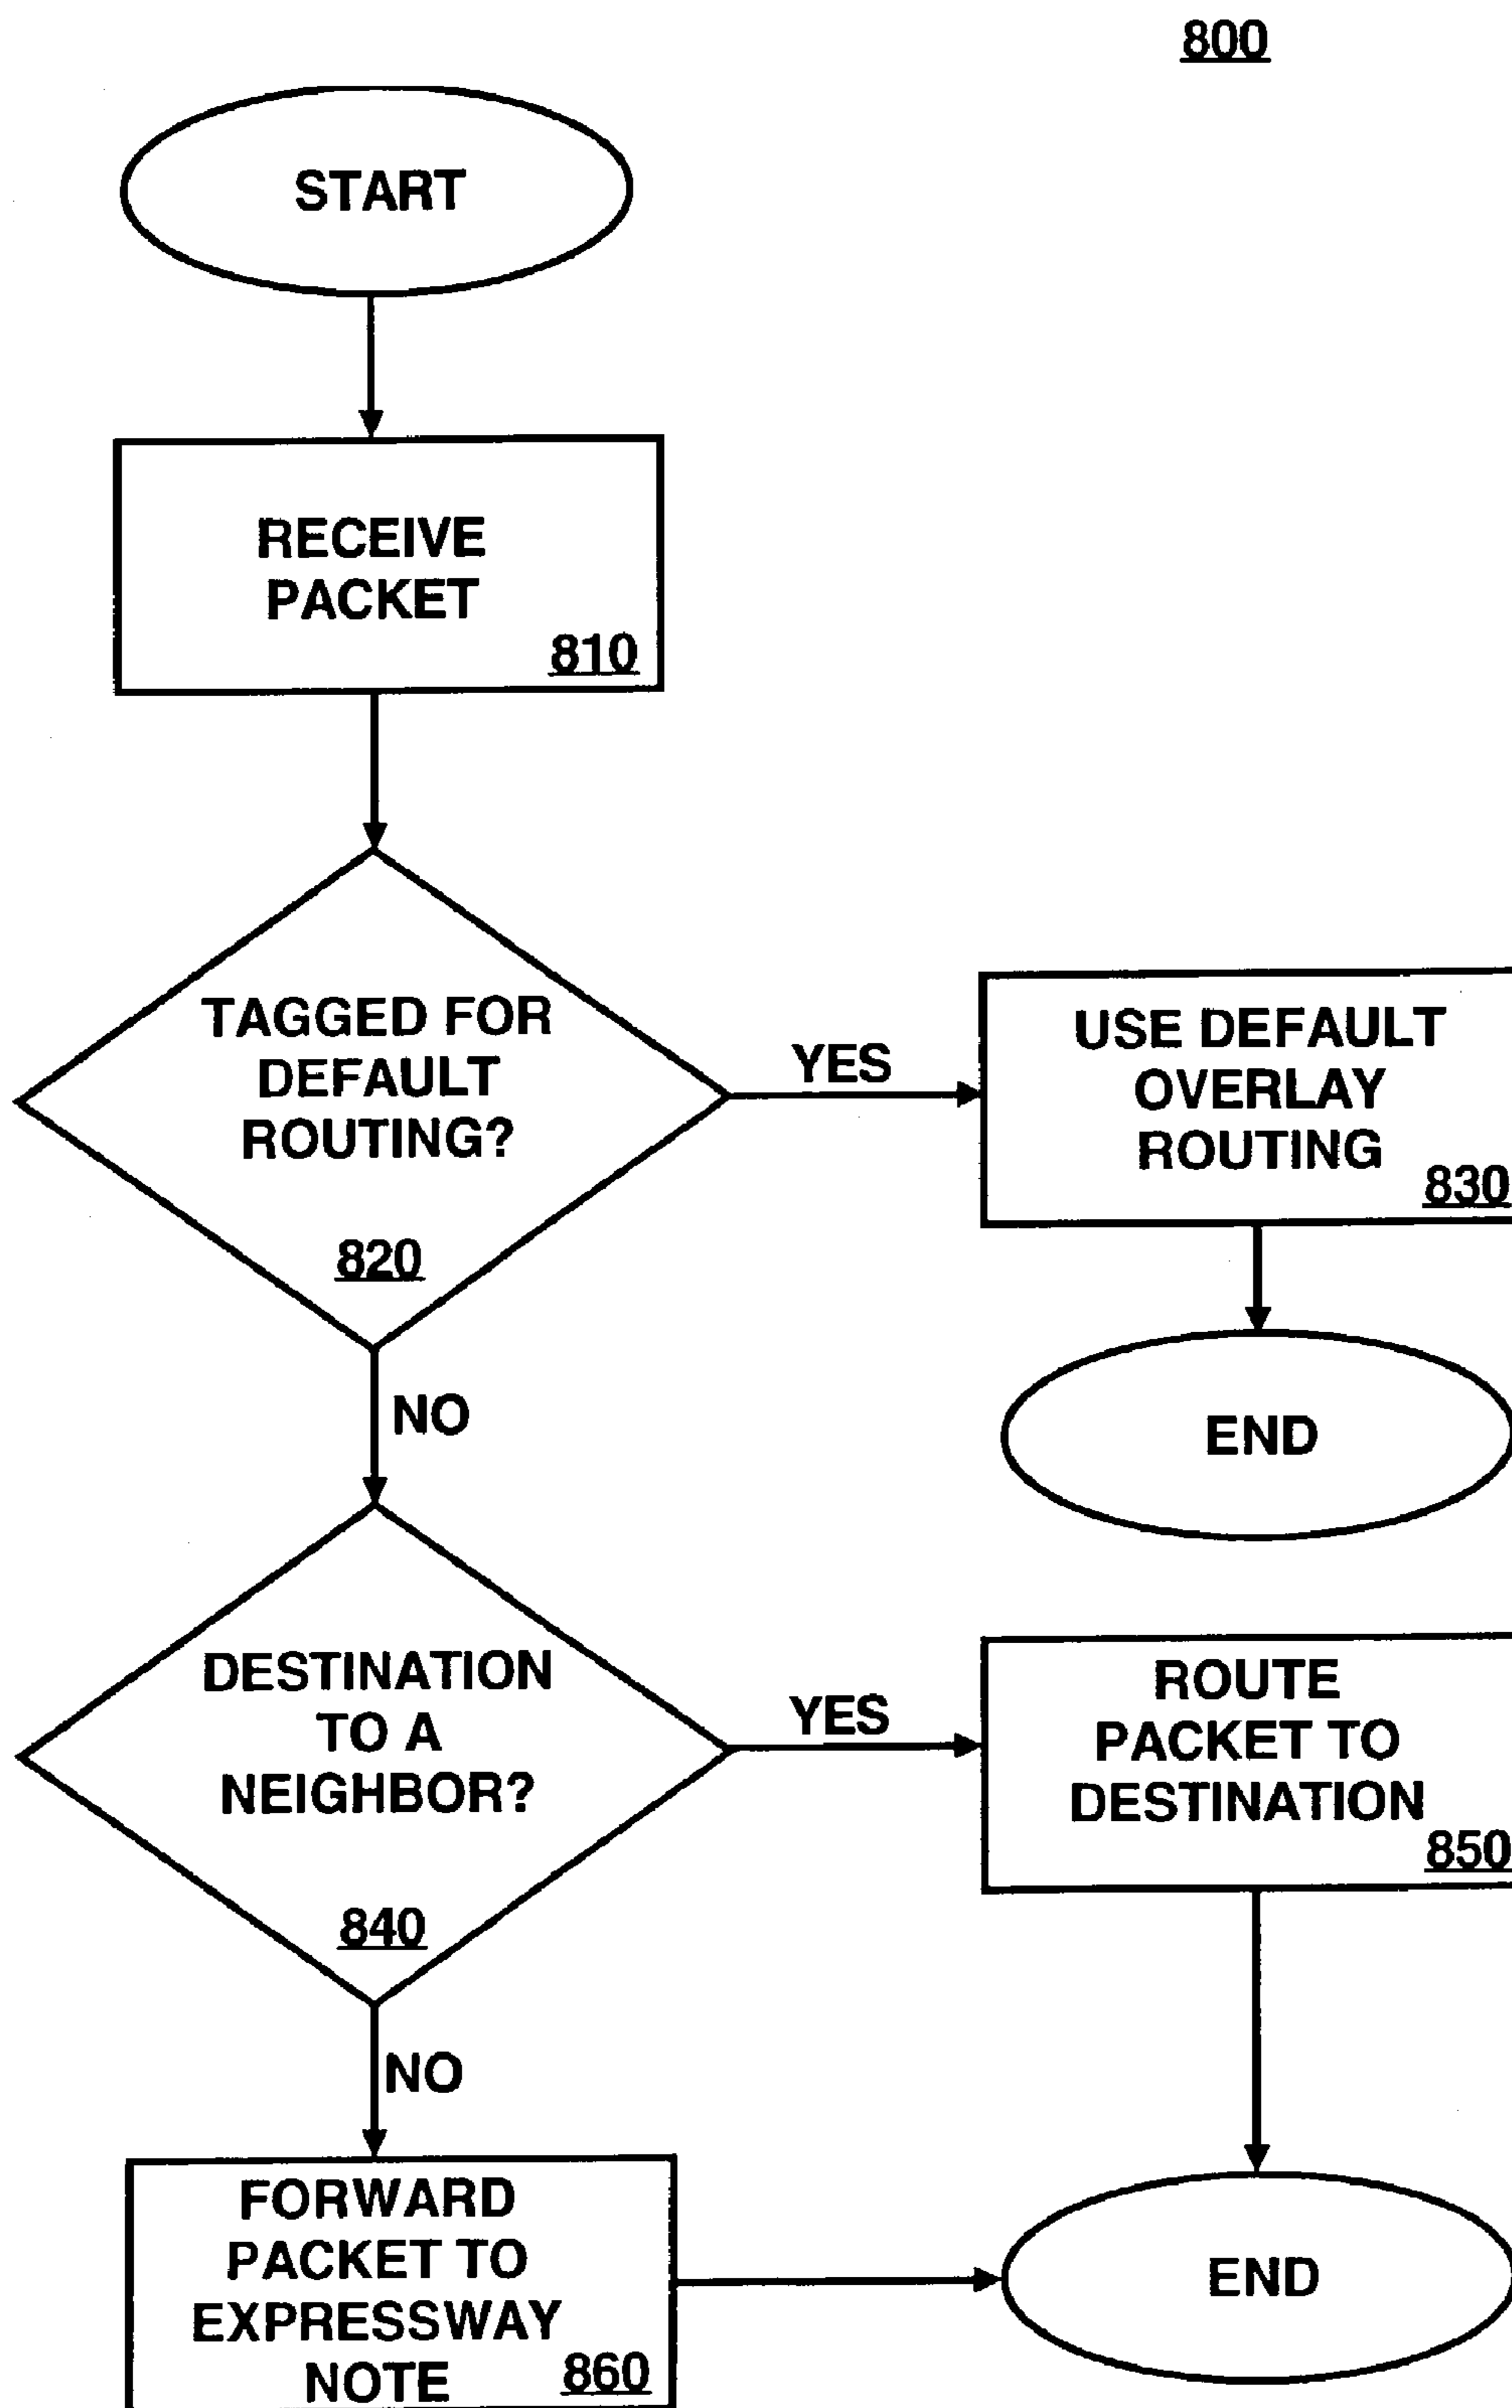 800
START
RECEIVE
PACKET
810
TAGGED FOR
DEFAULT
ROUTING?
820
YES
USE DEFAULT
OVERLAY
ROUTING
830
END
NO
DESTINATION
TO A
NEIGHBOR?
840
YES
ROUTE
PACKET TO
DESTINATION
850
NO
FORWARD
PACKET TO
EXPRESSWAY
NOTE
860
END